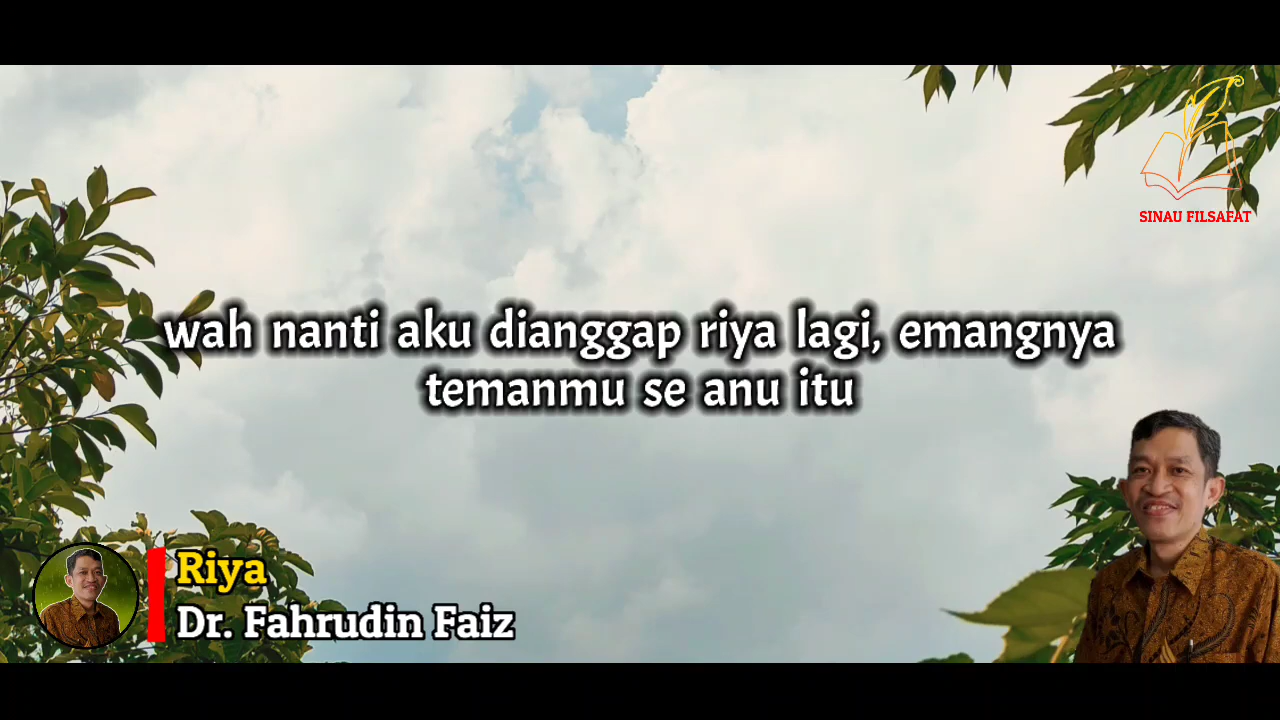 SINAU FILSAFAT
wah nanti aku dianggap riya lagi, emangnya
temanmu se anu itu
Riya
Dr. Fahrudin Faiz